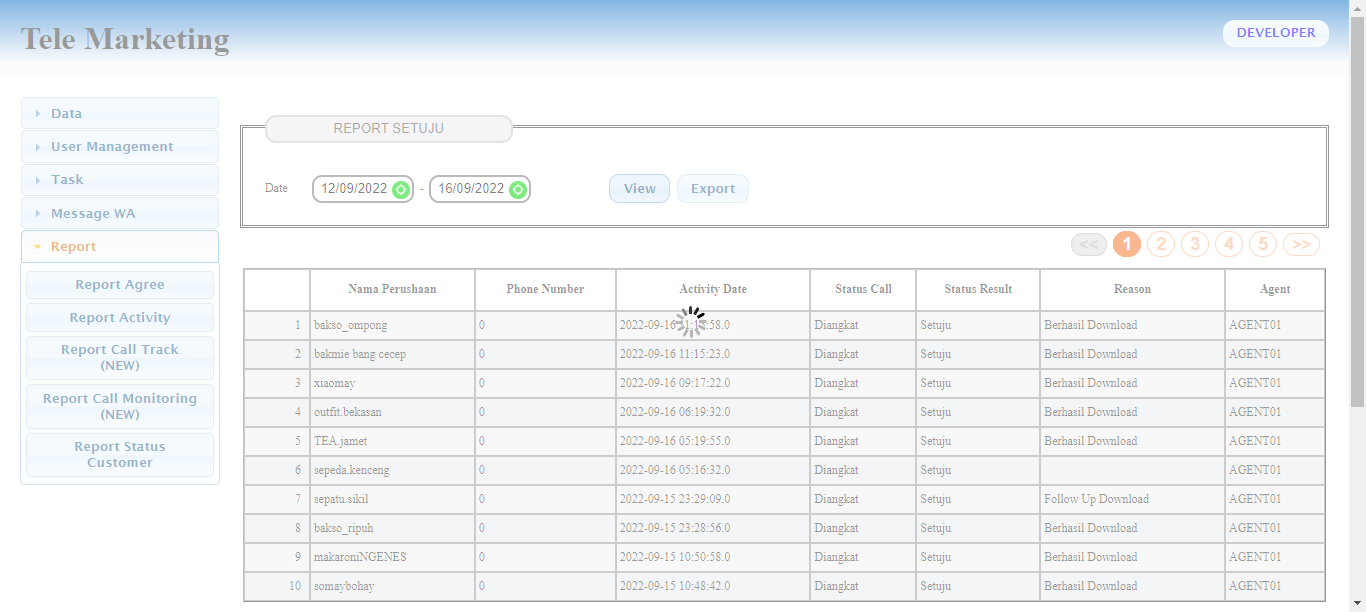 Tele Marketing
DEVELOPER
Data
User Management
Task
Message WA
Report
Report Agree
Report Activity
Report Call Track
(NEW)
Report Call Monitoring
(NEW)
Report Status
Customer
REPORT SETUJU
Date 12/09/2022 - 16/09/2022 View Export
<< 1 2 3 4 5 >>
Nama Perushaan Phone Number Activity Date Status Call Status Result Reason Agent
1 bakso_ompong 0 2022-09-16 Diangkat Setuju Berhasil Download AGENT01
2 bakmie bang cecep 0 2022-09-16 11:15:23.0 Diangkat Setuju Berhasil Download AGENT01
3 xiaomay 0 2022-09-16 09:17:22.0 Diangkat Setuju Berhasil Download AGENT01
4 outfit.bekasan 0 2022-09-16 06:19:32.0 Diangkat Setuju Berhasil Download AGENT01
5 TEA.jamet 0 2022-09-16 05:19:55.0 Diangkat Setuju Berhasil Download AGENT01
6 sepeda.kenceng 0 2022-09-16 05:16:32.0 Diangkat Setuju AGENT01
7 sepatu.sikil 0 2022-09-15 23:29:09.0 Diangkat Setuju Follow Up Download AGENT01
8 bakso_ripuh 0 2022-09-15 23:28:56.0 Diangkat Setuju Berhasil Download AGENT01
9 makaroniNGENES 0 2022-09-15 10:50:58.0 Diangkat Setuju Berhasil Download AGENT01
10 somaybohay 0 2022-09-15 10:48:42.0 Diangkat Setuju Berhasil Download AGENT01